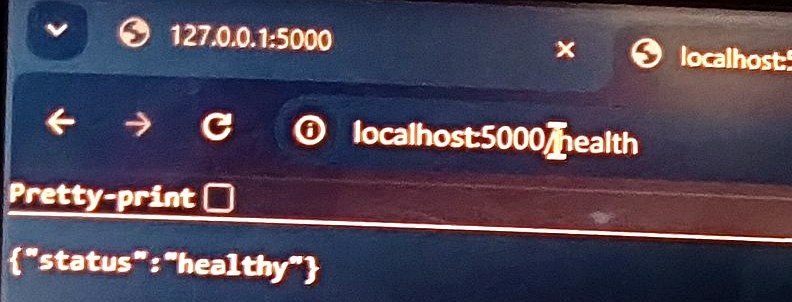 127.0.0.1:5000
localhost:5
localhost:5000/health
Pretty-print
{"status":"healthy"}